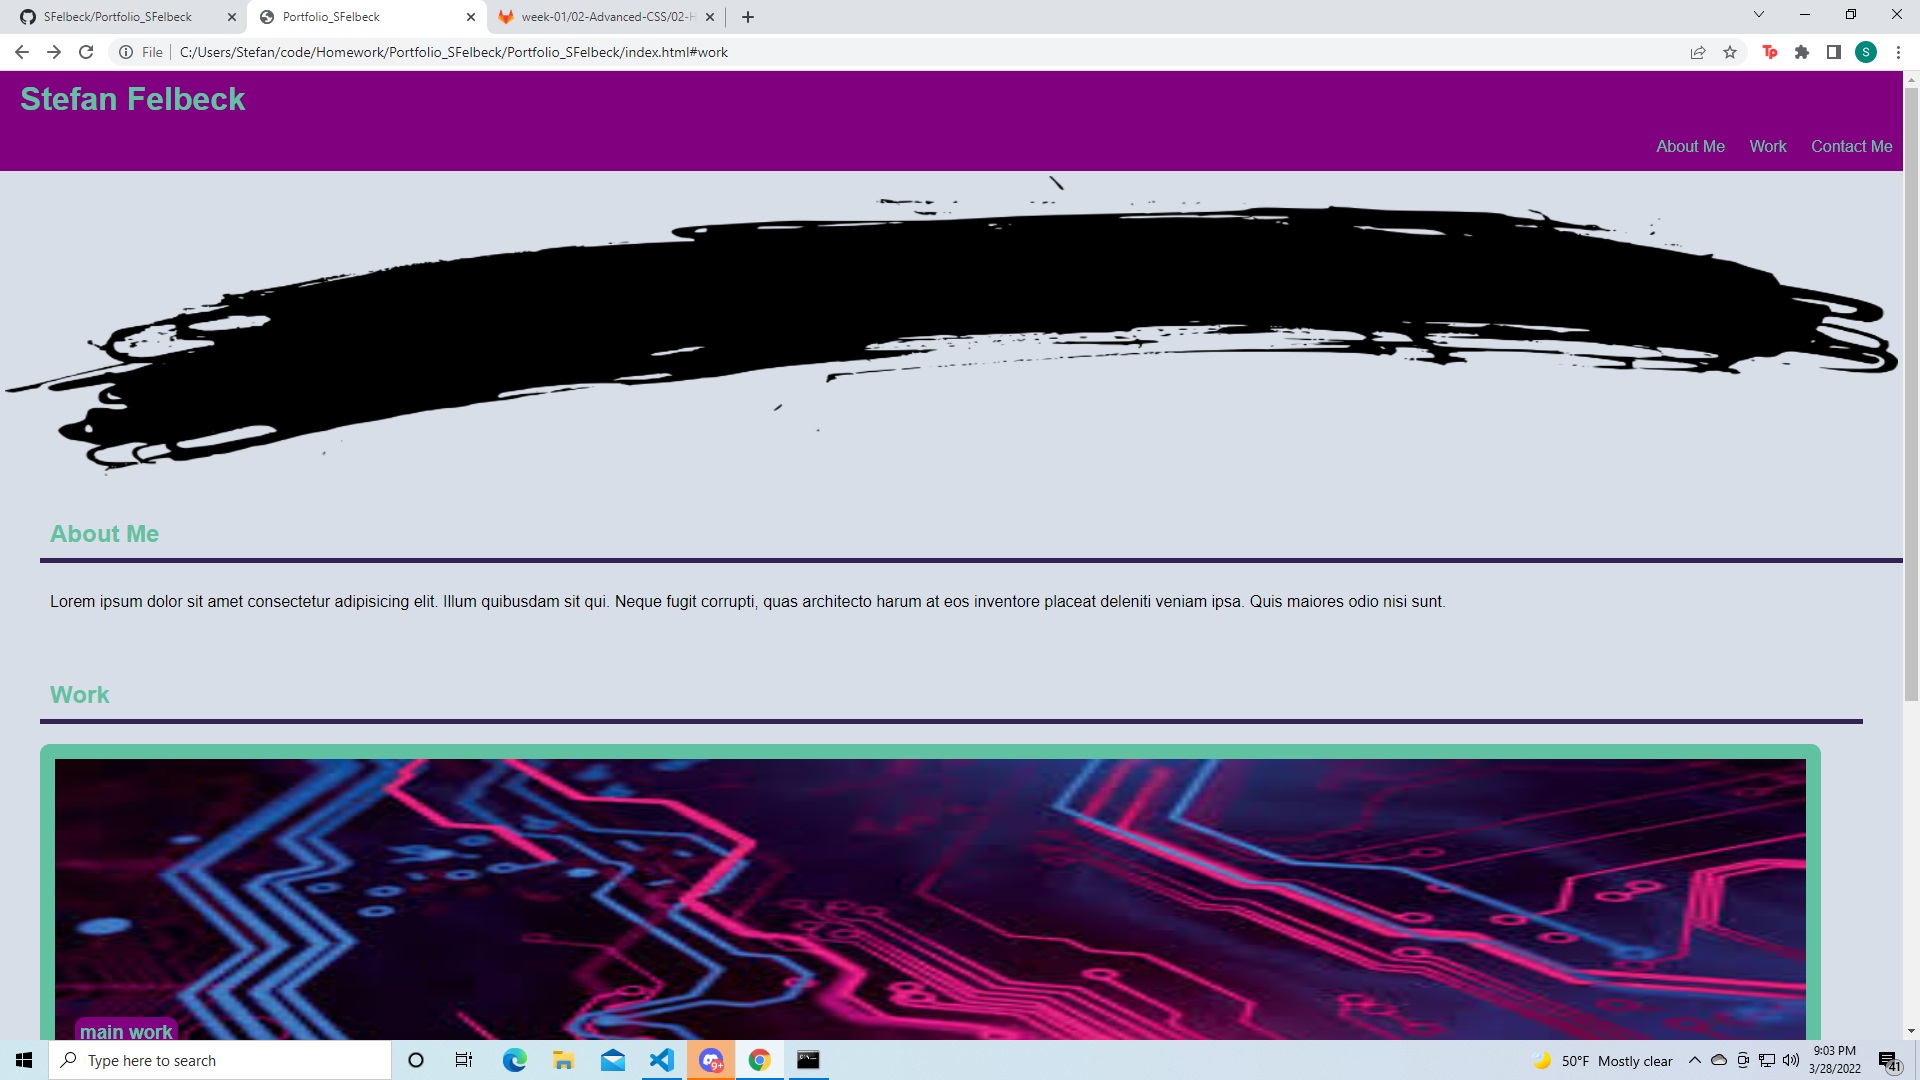 SFelbeck/Portfolio_SFelbeck
Portfolio_SFelbeck
week-01/02-Advanced-CSS/02-H
File
C:/Users/Stefan/code/Homework/Portfolio_SFelbeck/Portfolio_SFelbeck/index.html#work
Tp
S
Stefan Felbeck
About Me Work Contact Me
About Me
Lorem ipsum dolor sit amet consectetur adipisicing elit. Illum quibusdam sit qui. Neque fugit corrupti, quas architecto harum at eos inventore placeat deleniti veniam ipsa. Quis maiores odio nisi sunt.
Work
main work
Type here to search
9+
50°F Mostly clear
9:03 PM
3/28/2022
41